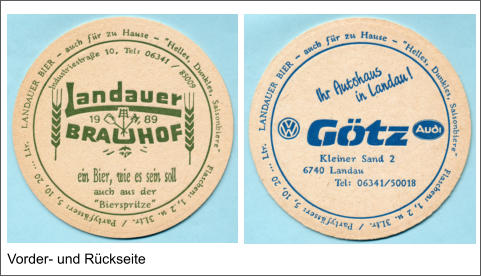 LANDAUER BIER - auch für zu Hause - "Helles, Dunkles, Saisonbiere" Flaschen: 1, 2 u. 3Ltr. / Partyfässer: 5, 10, 20 ... Ltr.
Industriestraße 10, Tel: 06341 / 85009
Landauer
1989
BRAUHOF
ein Bier, wie es sein soll
auch aus der
"Bierspritze"
LANDAUER BIER - auch für zu Hause - "Helles, Dunkles, Saisonbiere" Flaschen: 1, 2 u. 3Ltr. / Partyfässer: 5, 10, 20 ... Ltr.
Ihr Autohaus
in Landau!
VW Götz Audi
Kleiner Sand 2
6740 Landau
Tel: 06341/50018
Vorder- und Rückseite